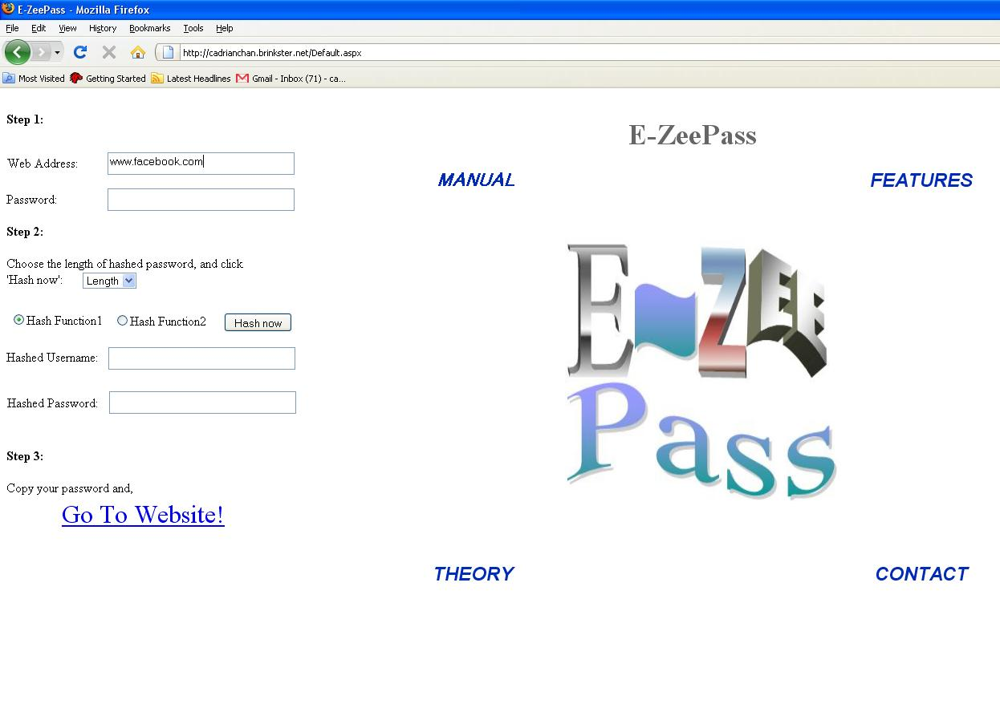 E-ZeePass - Mozilla Firefox
File Edit View History Bookmarks Tools Help
http://cadrianchan.brinkster.net/Default.aspx
Most Visited Getting Started Latest Headlines Gmail - Inbox (71) - ca...
Step 1:
E-ZeePass
Web Address: www.facebook.com
MANUAL FEATURES
Password:
Step 2:
Choose the length of hashed password, and click
'Hash now': Length
Hash Function1 Hash Function2 Hash now
Hashed Username:
Hashed Password:
E~ZEE
Pass
Step 3:
Copy your password and,
Go To Website!
THEORY CONTACT